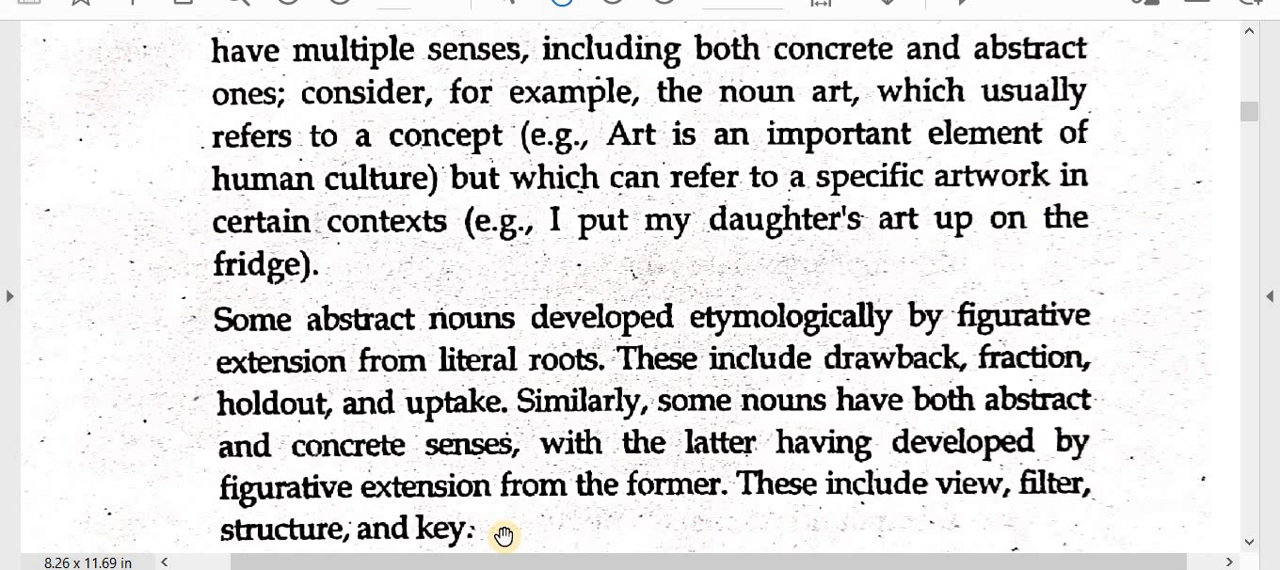 have multiple senses, including both concrete and abstract
ones; consider, for example, the noun art, which usually
refers to a concept (e.g., Art is an important element of
human culture) but which can refer to a specific artwork in
certain contexts (e.g., I put my daughter's art up on the
fridge).
Some abstract nouns developed etymologically by figurative
extension from literal roots. These include drawback, fraction,
holdout, and uptake. Similarly, some nouns have both abstract
and concrete senses, with the latter having developed by
figurative extension from the former. These include view, filter,
structure, and key.
8.26 x 11.69 in